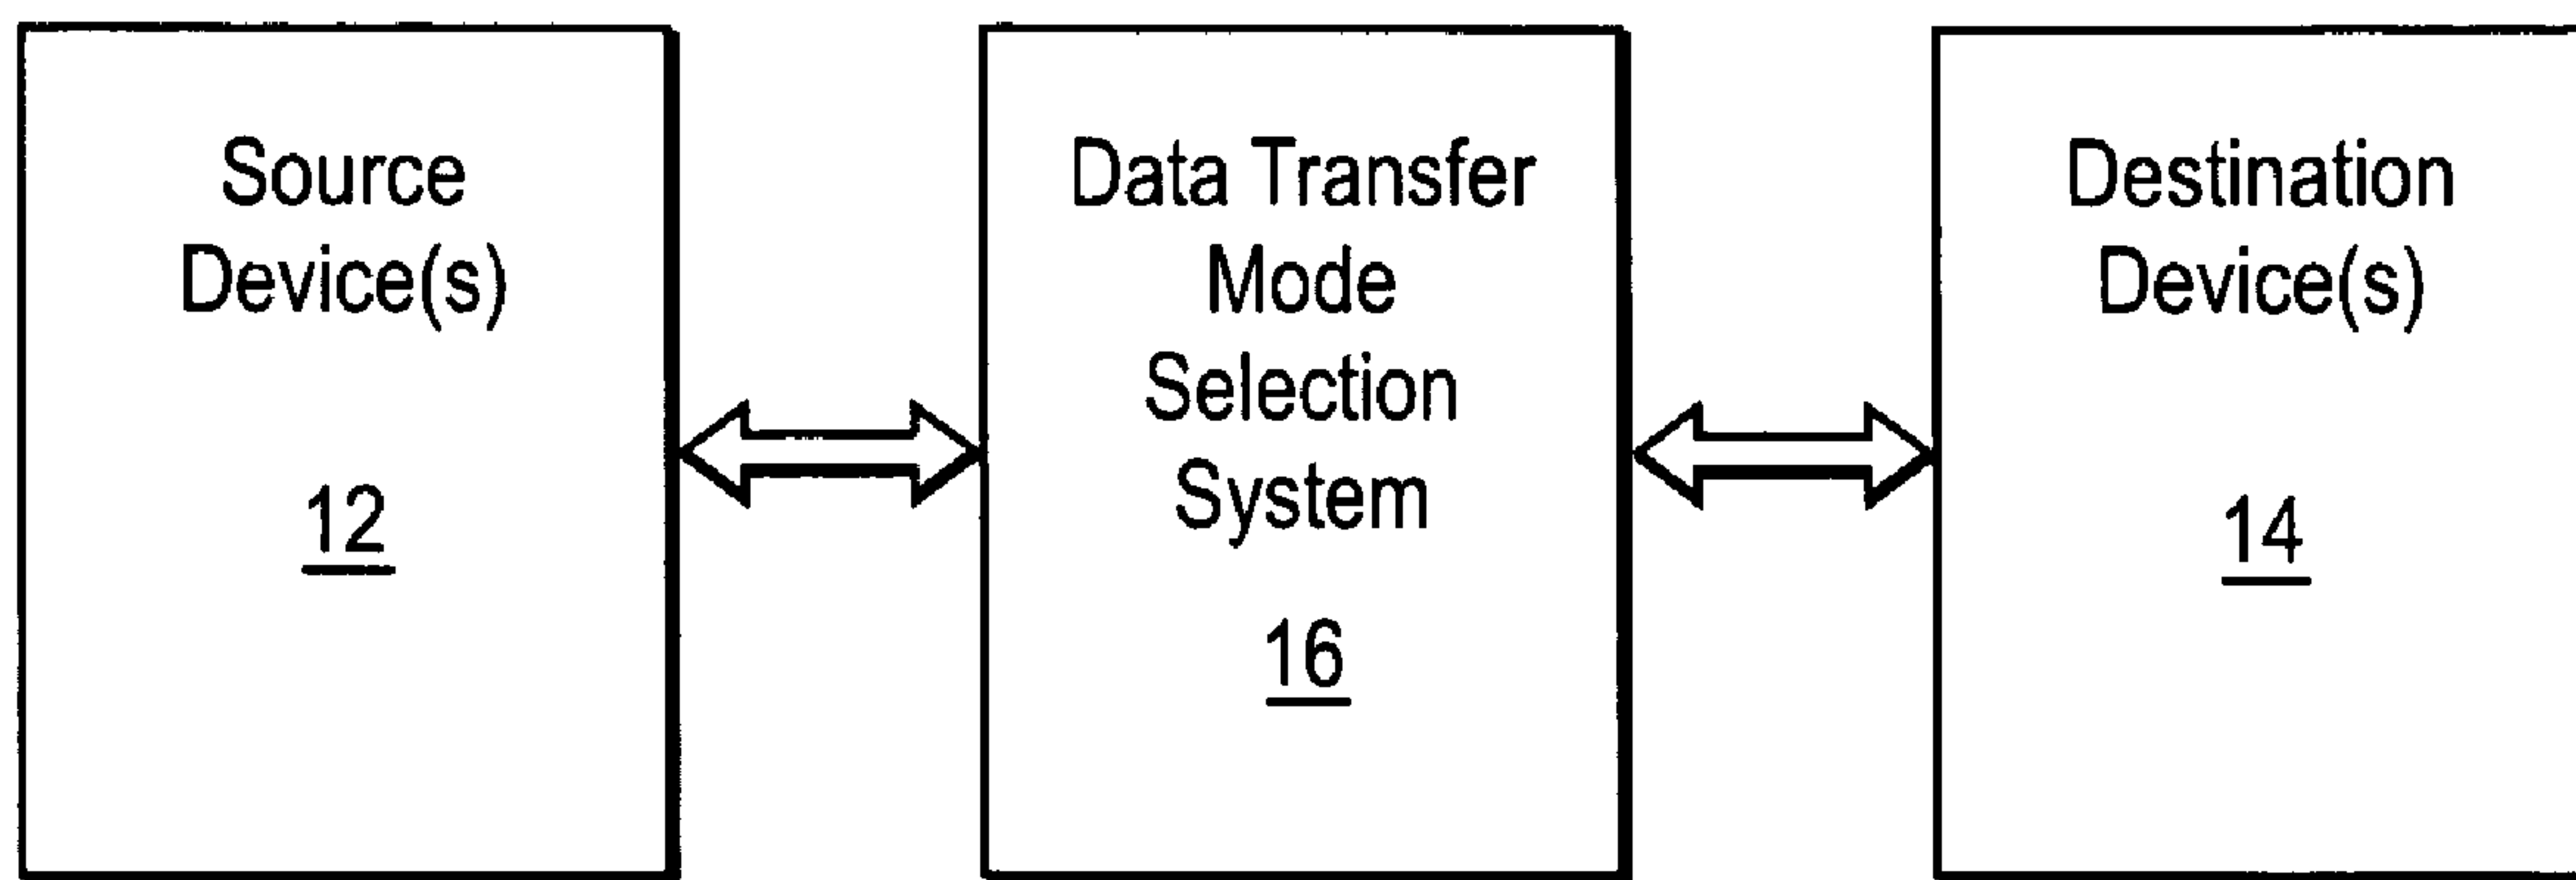 Source
Device(s)
12
Data Transfer
Mode
Selection
System
16
Destination
Device(s)
14